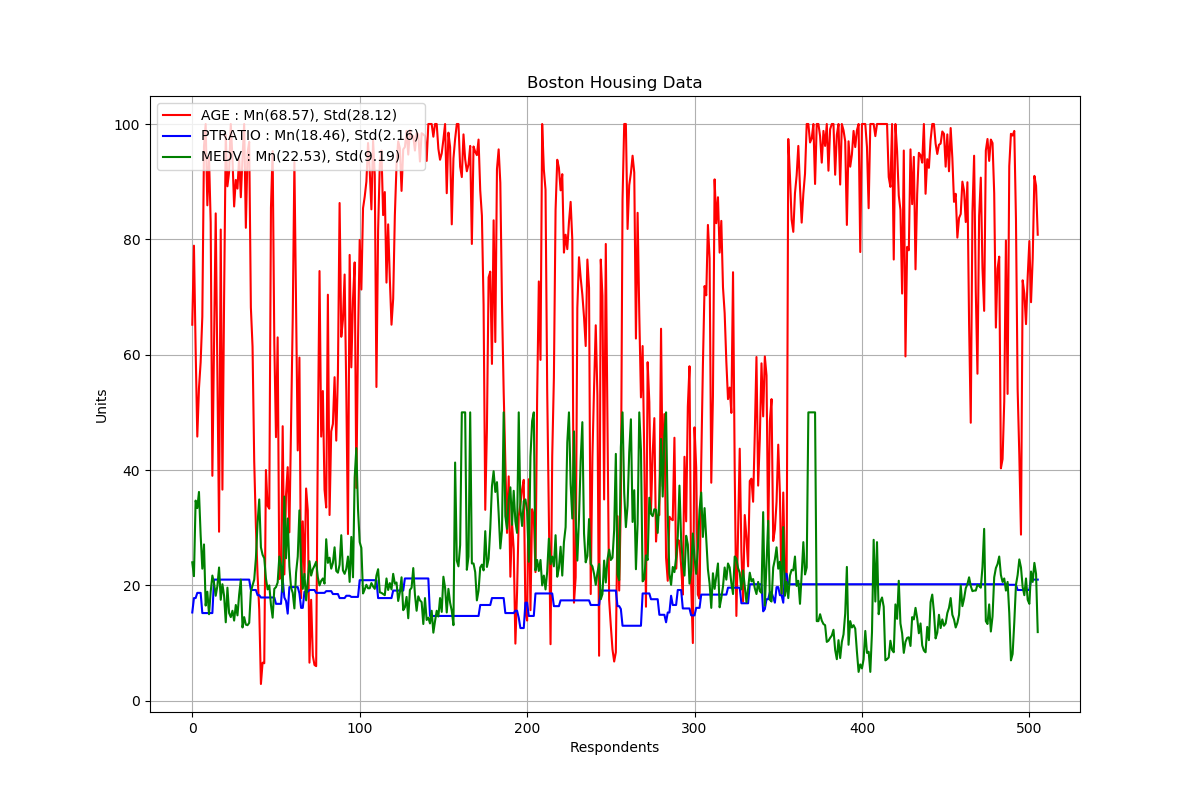 Boston Housing Data
AGE : Mn(68.57), Std(28.12)
PTRATIO : Mn(18.46), Std(2.16)
MEDV : Mn(22.53), Std(9.19)
100
80
60
40
20
0
Units
0 100 200 300 400 500
Respondents